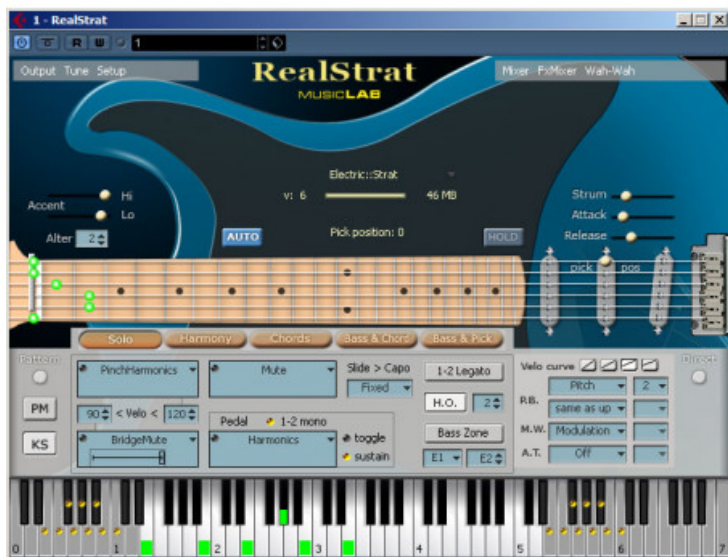 1 - RealStrat
R W 1
Output Tune Setup
RealStrat
MUSICLAB
Mixer FxMixer Wah-Wah
Electric::Strat
v: 6 46 MB
Accent Hi
Lo
Alter 2
AUTO
Pick position: 0
HOLD
Strum
Attack
Release
pick pos
Solo Harmony Chords Bass & Chord Bass & Pick
Pattern
PM
KS
PinchHarmonics
90 < Velo < 120
BridgeMute
Mute
Pedal 1-2 mono
Harmonics
toggle
sustain
Slide > Capo
Fixed
1-2 Legato
H.O. 2
Bass Zone
E1 E2
Velo curve
Pitch 2
P.B.
same as up
M.W. Modulation
A.T. Off
Direct
0 1 2 3 4 5 6 7